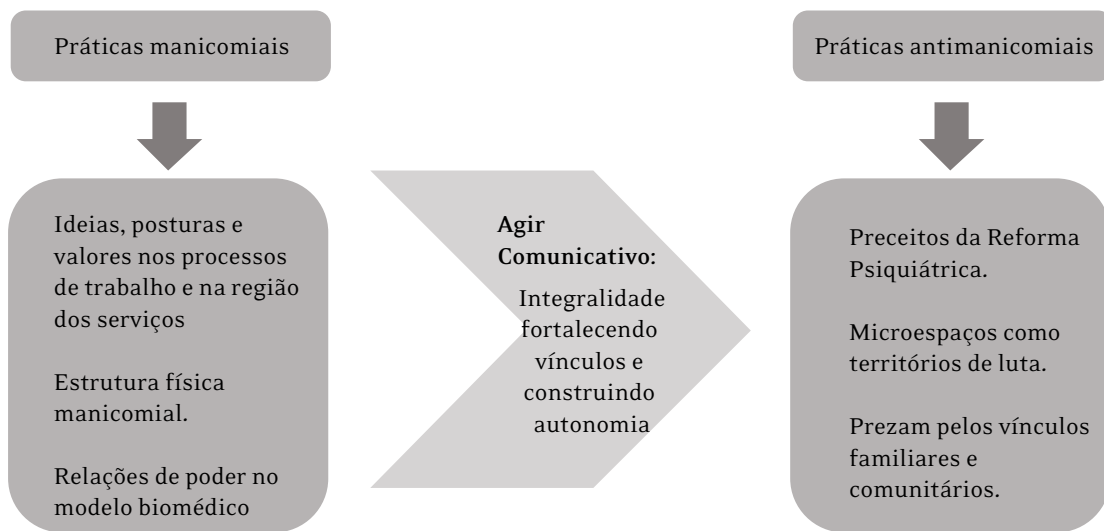 Práticas manicomiais
Ideias, posturas e
valores nos processos
de trabalho e na região
dos serviços
Estrutura física
manicomial.
Relações de poder no
modelo biomédico
Agir
Comunicativo:
Integralidade
fortalecendo
vínculos e
construindo
autonomia
Práticas antimanicomiais
Preceitos da Reforma
Psiquiátrica.
Microespaços como
territórios de luta.
Prezam pelos vínculos
familiares e
comunitários.